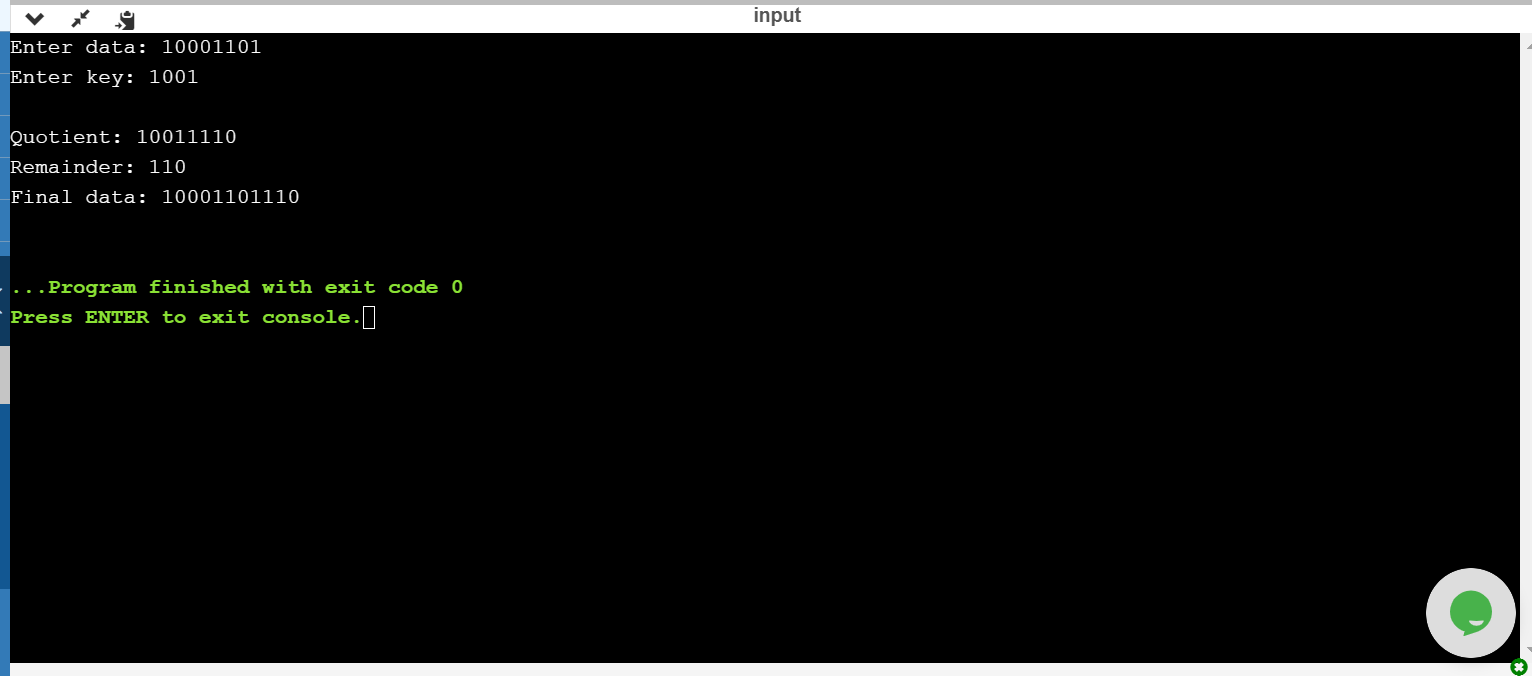 input
Enter data: 10001101
Enter key: 1001
Quotient: 10011110
Remainder: 110
Final data: 10001101110
...Program finished with exit code 0
Press ENTER to exit console.